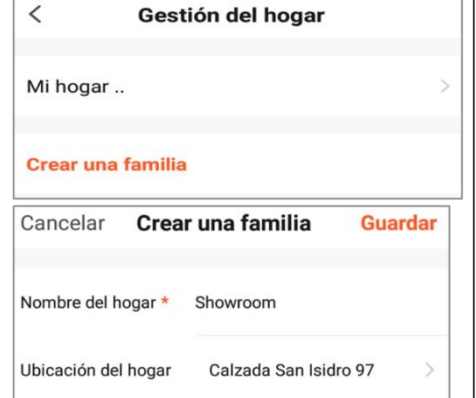 < Gestión del hogar
Mi hogar .. >
Crear una familia
Cancelar Crear una familia Guardar
Nombre del hogar * Showroom
Ubicación del hogar Calzada San Isidro 97 >